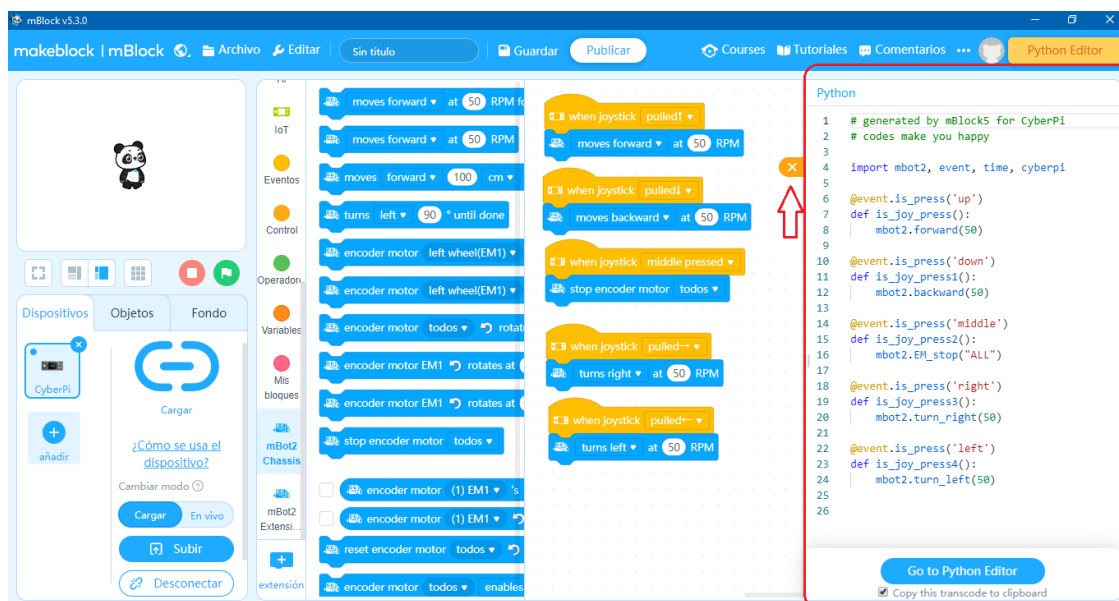 mBlock v5.3.0
makeblock | mBlock Archivo Editar Sin título Guardar Publicar Courses Tutoriales Comentarios Python Editor
Dispositivos Objetos Fondo
CyberPi
añadir
Cargar
¿Cómo se usa el
dispositivo?
Cambiar modo
Cargar En vivo
Subir
Desconectar
IoT
Eventos
Control
Operador
Variables
Mis
bloques
mBot2
Chassis
mBot2
Extensi...
extensión
moves forward at 50 RPM fo
moves forward at 50 RPM
moves forward 100 cm
turns left 90 ° until done
encoder motor left wheel(EM1)
encoder motor left wheel(EM1)
encoder motor todos rotat
encoder motor EM1 rotates at
encoder motor EM1 rotates at
stop encoder motor todos
encoder motor (1) EM1 's
encoder motor (1) EM1
reset encoder motor todos
encoder motor todos enables
when joystick pulled↑
moves forward at 50 RPM
when joystick pulled↓
moves backward at 50 RPM
when joystick middle pressed
stop encoder motor todos
when joystick pulled→
turns right at 50 RPM
when joystick pulled←
turns left at 50 RPM
Python
1 # generated by mBlock5 for CyberPi
2 # codes make you happy
3
4 import mbot2, event, time, cyberpi
5
6 @event.is_press('up')
7 def is_joy_press():
8 mbot2.forward(50)
9
10 @event.is_press('down')
11 def is_joy_press1():
12 mbot2.backward(50)
13
14 @event.is_press('middle')
15 def is_joy_press2():
16 mbot2.EM_stop("ALL")
17
18 @event.is_press('right')
19 def is_joy_press3():
20 mbot2.turn_right(50)
21
22 @event.is_press('left')
23 def is_joy_press4():
24 mbot2.turn_left(50)
25
26
Go to Python Editor
Copy this transcode to clipboard